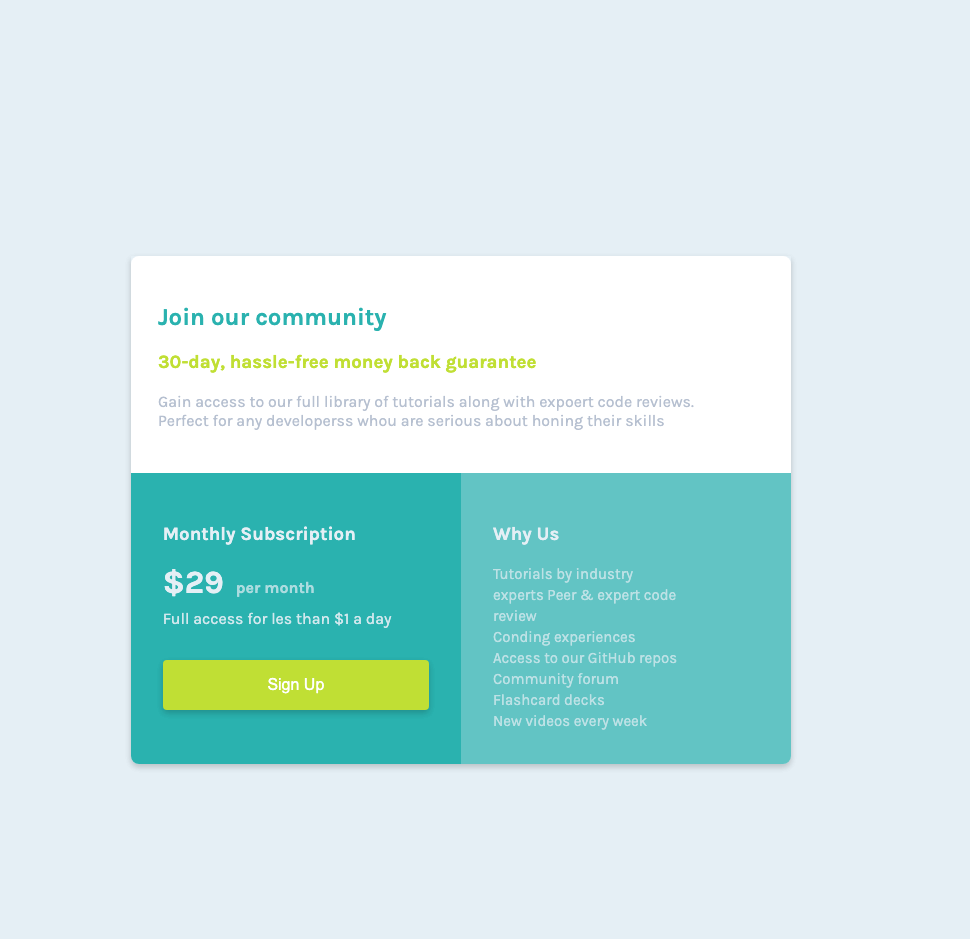 Join our community
30-day, hassle-free money back guarantee
Gain access to our full library of tutorials along with expoert code reviews.
Perfect for any developerss whou are serious about honing their skills
Monthly Subscription
$29 per month
Full access for les than $1 a day
Sign Up
Why Us
Tutorials by industry
experts Peer & expert code
review
Conding experiences
Access to our GitHub repos
Community forum
Flashcard decks
New videos every week